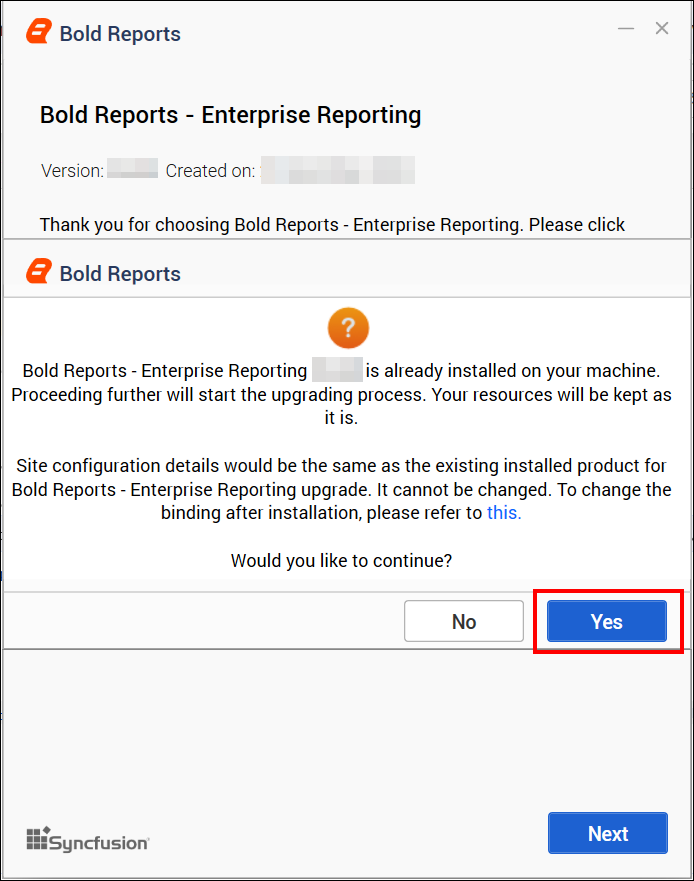 Bold Reports
Bold Reports - Enterprise Reporting
Version: Created on:
Thank you for choosing Bold Reports - Enterprise Reporting. Please click
Bold Reports
?
Bold Reports - Enterprise Reporting is already installed on your machine.
Proceeding further will start the upgrading process. Your resources will be kept as
it is.
Site configuration details would be the same as the existing installed product for
Bold Reports - Enterprise Reporting upgrade. It cannot be changed. To change the
binding after installation, please refer to this.
Would you like to continue?
No
Yes
Syncfusion
Next